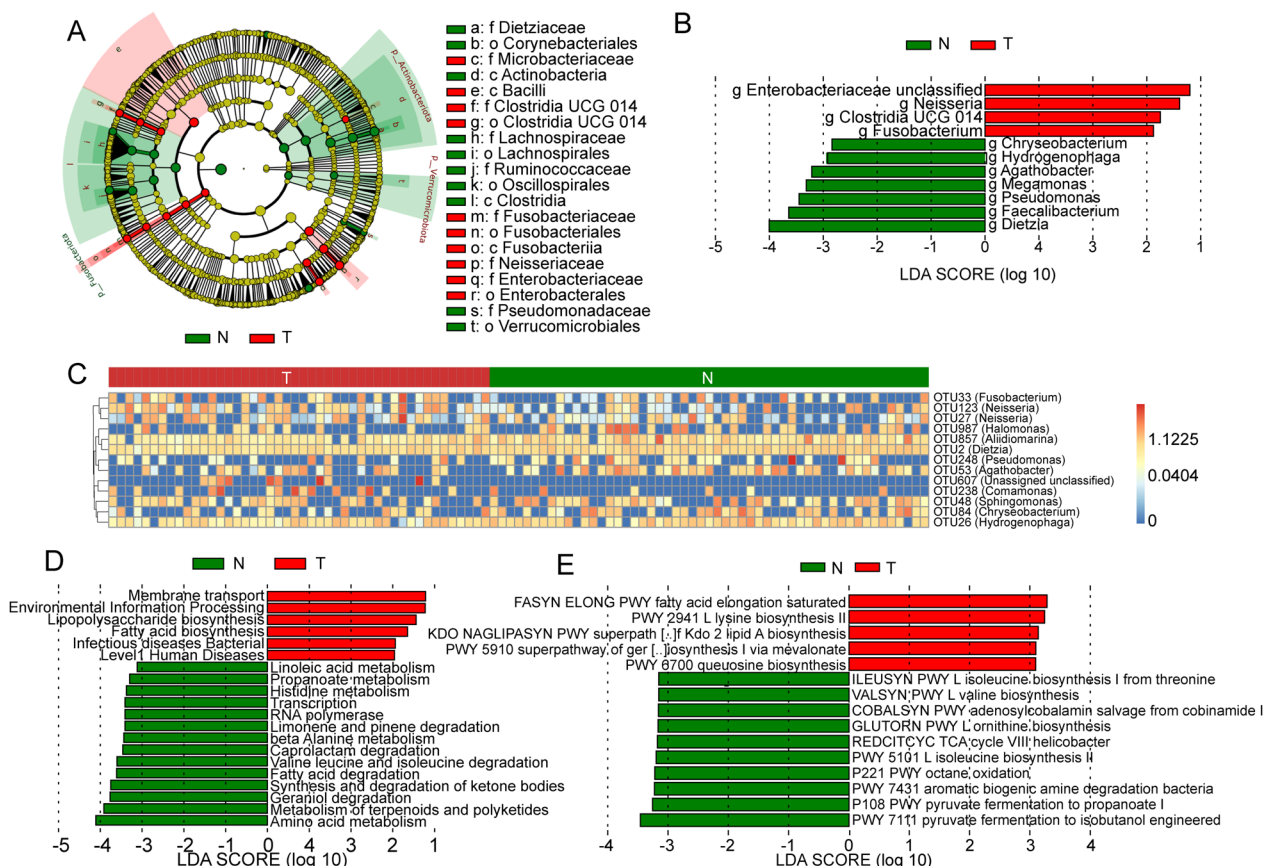 A
e
g
f
h
i
j
l
k
o
n
m
p
q
r
s
t
a
b
c
d
p__Actinobacteriota
p__Verrucomicrobiota
p__Fusobacteriota
N T
a: f Dietziaceae
b: o Corynebacteriales
c: f Microbacteriaceae
d: c Actinobacteria
e: c Bacilli
f: f Clostridia UCG 014
g: o Clostridia UCG 014
h: f Lachnospiraceae
i: o Lachnospirales
j: f Ruminococcaceae
k: o Oscillospirales
l: c Clostridia
m: f Fusobacteriaceae
n: o Fusobacteriales
o: c Fusobacteriia
p: f Neisseriaceae
q: f Enterobacteriaceae
r: o Enterobacterales
s: f Pseudomonadaceae
t: o Verrucomicrobiales
B
N T
g Enterobacteriaceae unclassified
g Neisseria
g Clostridia UCG 014
g Fusobacterium
g Chryseobacterium
g Hydrogenophaga
g Agathobacter
g Megamonas
g Pseudomonas
g Faecalibacterium
g Dietzia
-5 -4 -3 -2 -1 0 4 3 2 1
LDA SCORE (log 10)
C
T N
OTU33 (Fusobacterium)
OTU123 (Neisseria)
OTU27 (Neisseria)
OTU987 (Halomonas)
OTU857 (Aliidiomarina)
OTU2 (Dietzia)
OTU248 (Pseudomonas)
OTU53 (Agathobacter)
OTU607 (Unassigned unclassified)
OTU238 (Comamonas)
OTU48 (Sphingomonas)
OTU84 (Chryseobacterium)
OTU26 (Hydrogenophaga)
1.1225
0.0404
0
D
N T
Membrane transport
Environmental Information Processing
Lipopolysaccharide biosynthesis
Fatty acid biosynthesis
Infectious diseases Bacterial
Level1 Human Diseases
Linoleic acid metabolism
Propanoate metabolism
Histidine metabolism
Transcription
RNA polymerase
Limonene and pinene degradation
beta Alanine metabolism
Caprolactam degradation
Valine leucine and isoleucine degradation
Fatty acid degradation
Synthesis and degradation of ketone bodies
Geraniol degradation
Metabolism of terpenoids and polyketides
Amino acid metabolism
-5 -4 -3 -2 -1 0 4 3 2 1
LDA SCORE (log 10)
E
N T
FASYN ELONG PWY fatty acid elongation saturated
PWY 2941 L lysine biosynthesis II
KDO NAGLIPASYN PWY superpath [..]f Kdo 2 lipid A biosynthesis
PWY 5910 superpathway of ger [..]iosynthesis I via mevalonate
PWY 6700 queuosine biosynthesis
ILEUSYN PWY L isoleucine biosynthesis I from threonine
VALSYN PWY L valine biosynthesis
COBALSYN PWY adenosylcobalamin salvage from cobinamide I
GLUTORN PWY L ornithine biosynthesis
REDCITCYC TCA cycle VIII helicobacter
PWY 5101 L isoleucine biosynthesis II
P221 PWY octane oxidation
PWY 7431 aromatic biogenic amine degradation bacteria
P108 PWY pyruvate fermentation to propanoate I
PWY 7111 pyruvate fermentation to isobutanol engineered
-4 -3 -2 -1 0 1 2 3 4
LDA SCORE (log 10)